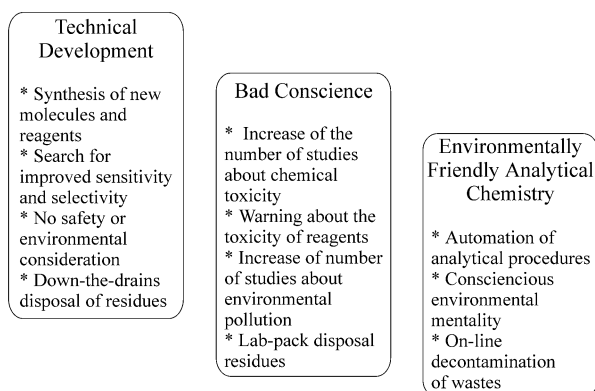 Technical
Development
* Synthesis of new
molecules and
reagents
* Search for
improved sensitivity
and selectivity
* No safety or
environmental
consideration
* Down-the-drains
disposal of residues
Bad Conscience
* Increase of the
number of studies
about chemical
toxicity
* Warning about the
toxicity of reagents
* Increase of number
of studies about
environmental
pollution
* Lab-pack disposal
residues
Environmentally
Friendly Analytical
Chemistry
* Automation of
analytical procedures
* Consciencious
environmental
mentality
* On-line
decontamination
of wastes